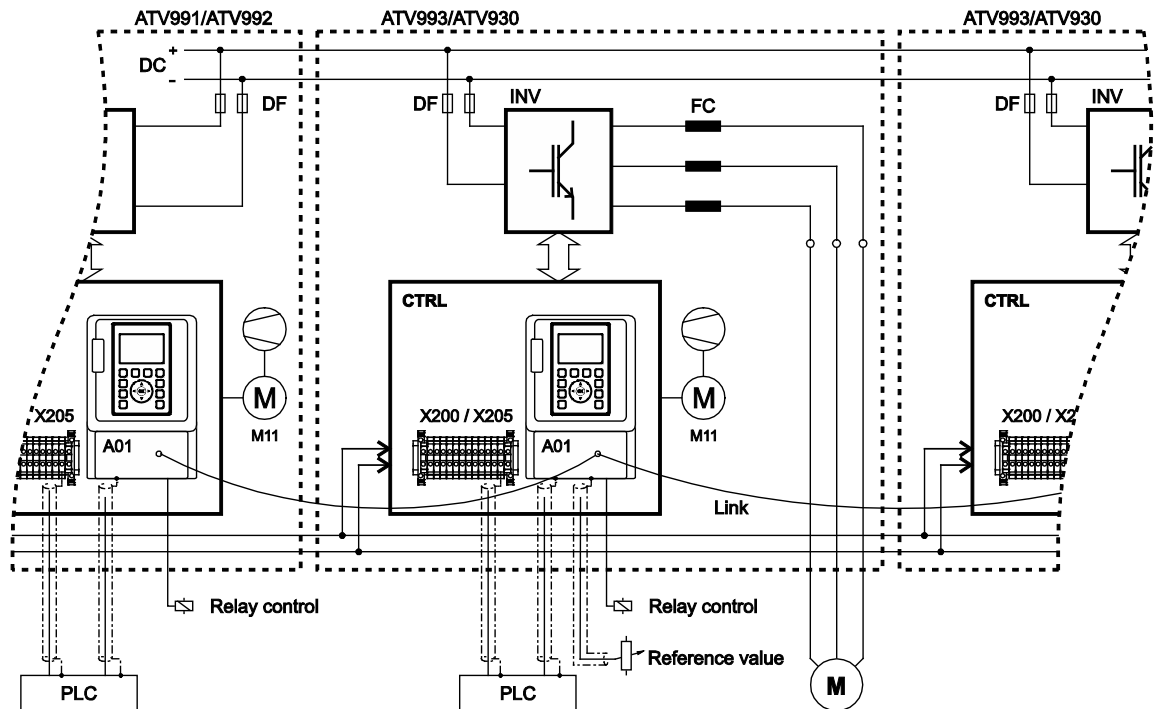 ATV991/ATV992
ATV993/ATV930
ATV993/ATV930
DC
+
-
DF
DF
INV
FC
DF
INV
CTRL
CTRL
X205
A01
M
M11
X200 / X205
A01
M
M11
X200 / X2
Link
Relay control
Relay control
Reference value
PLC
PLC
M